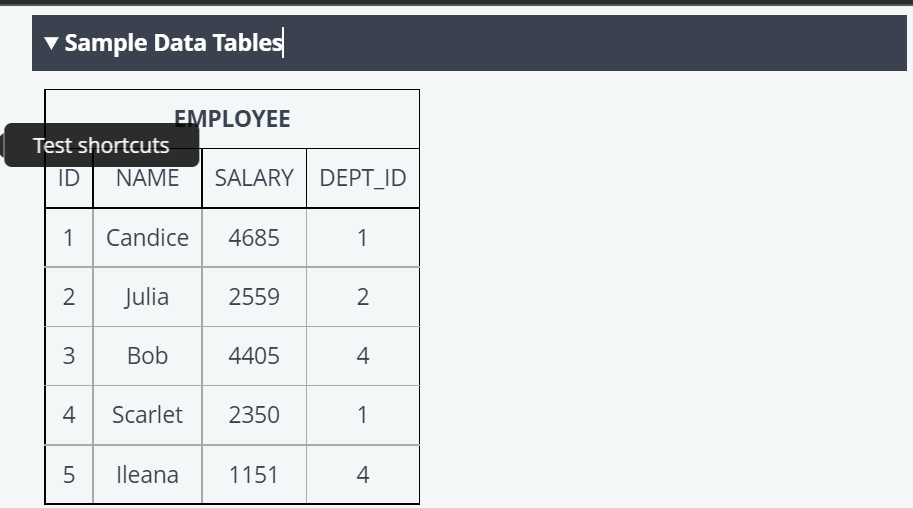 ▼ Sample Data Tables
EMPLOYEE
Test shortcuts
ID NAME SALARY DEPT_ID
1 Candice 4685 1
2 Julia 2559 2
3 Bob 4405 4
4 Scarlet 2350 1
5 Ileana 1151 4